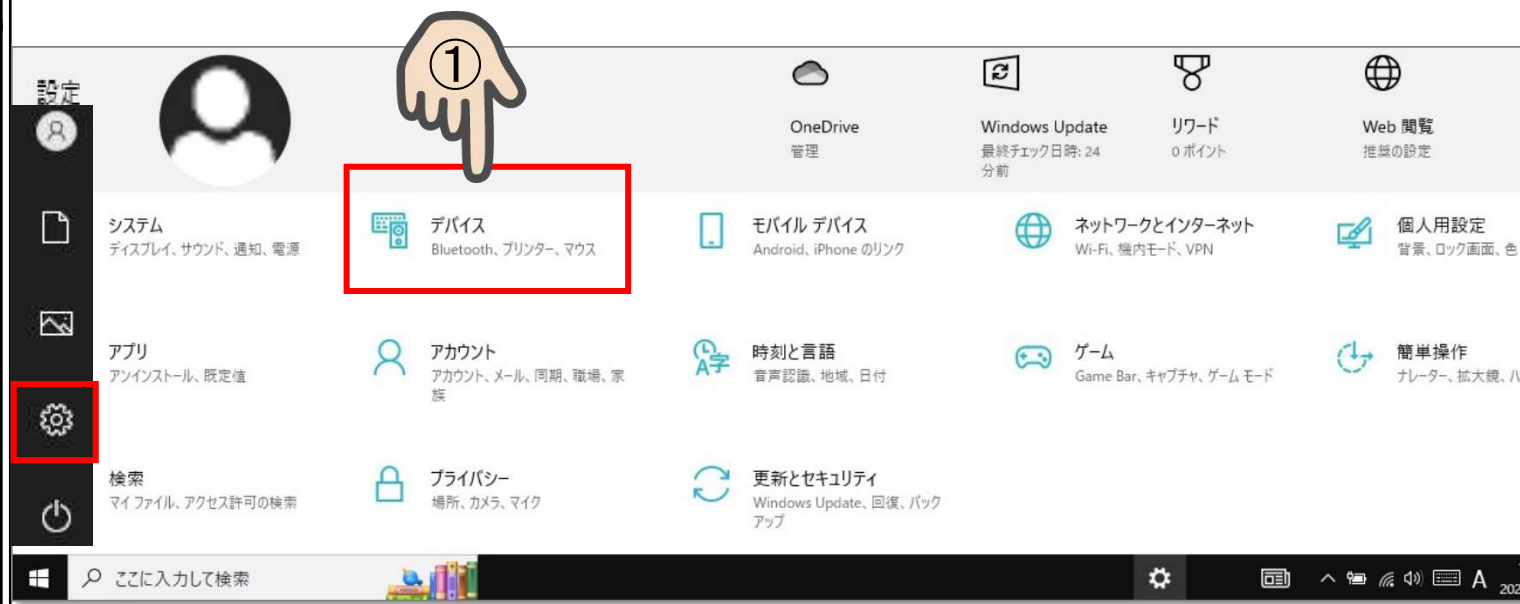 ①
設定
OneDrive
管理
Windows Update
最終チェック日時: 24
分前
リワード
0 ポイント
Web 閲覧
推奨の設定
システム
ディスプレイ、サウンド、通知、電源
デバイス
Bluetooth、プリンター、マウス
モバイル デバイス
Android、iPhone のリンク
ネットワークとインターネット
Wi-Fi、機内モード、VPN
個人用設定
背景、ロック画面、色
アプリ
アンインストール、既定値
アカウント
アカウント、メール、同期、職場、家
族
A字
時刻と言語
音声認識、地域、日付
ゲーム
Game Bar、キャプチャ、ゲーム モード
簡単操作
ナレーター、拡大鏡、ハ
検索
マイ ファイル、アクセス許可の検索
プライバシー
場所、カメラ、マイク
更新とセキュリティ
Windows Update、回復、バック
アップ
ここに入力して検索
A
202